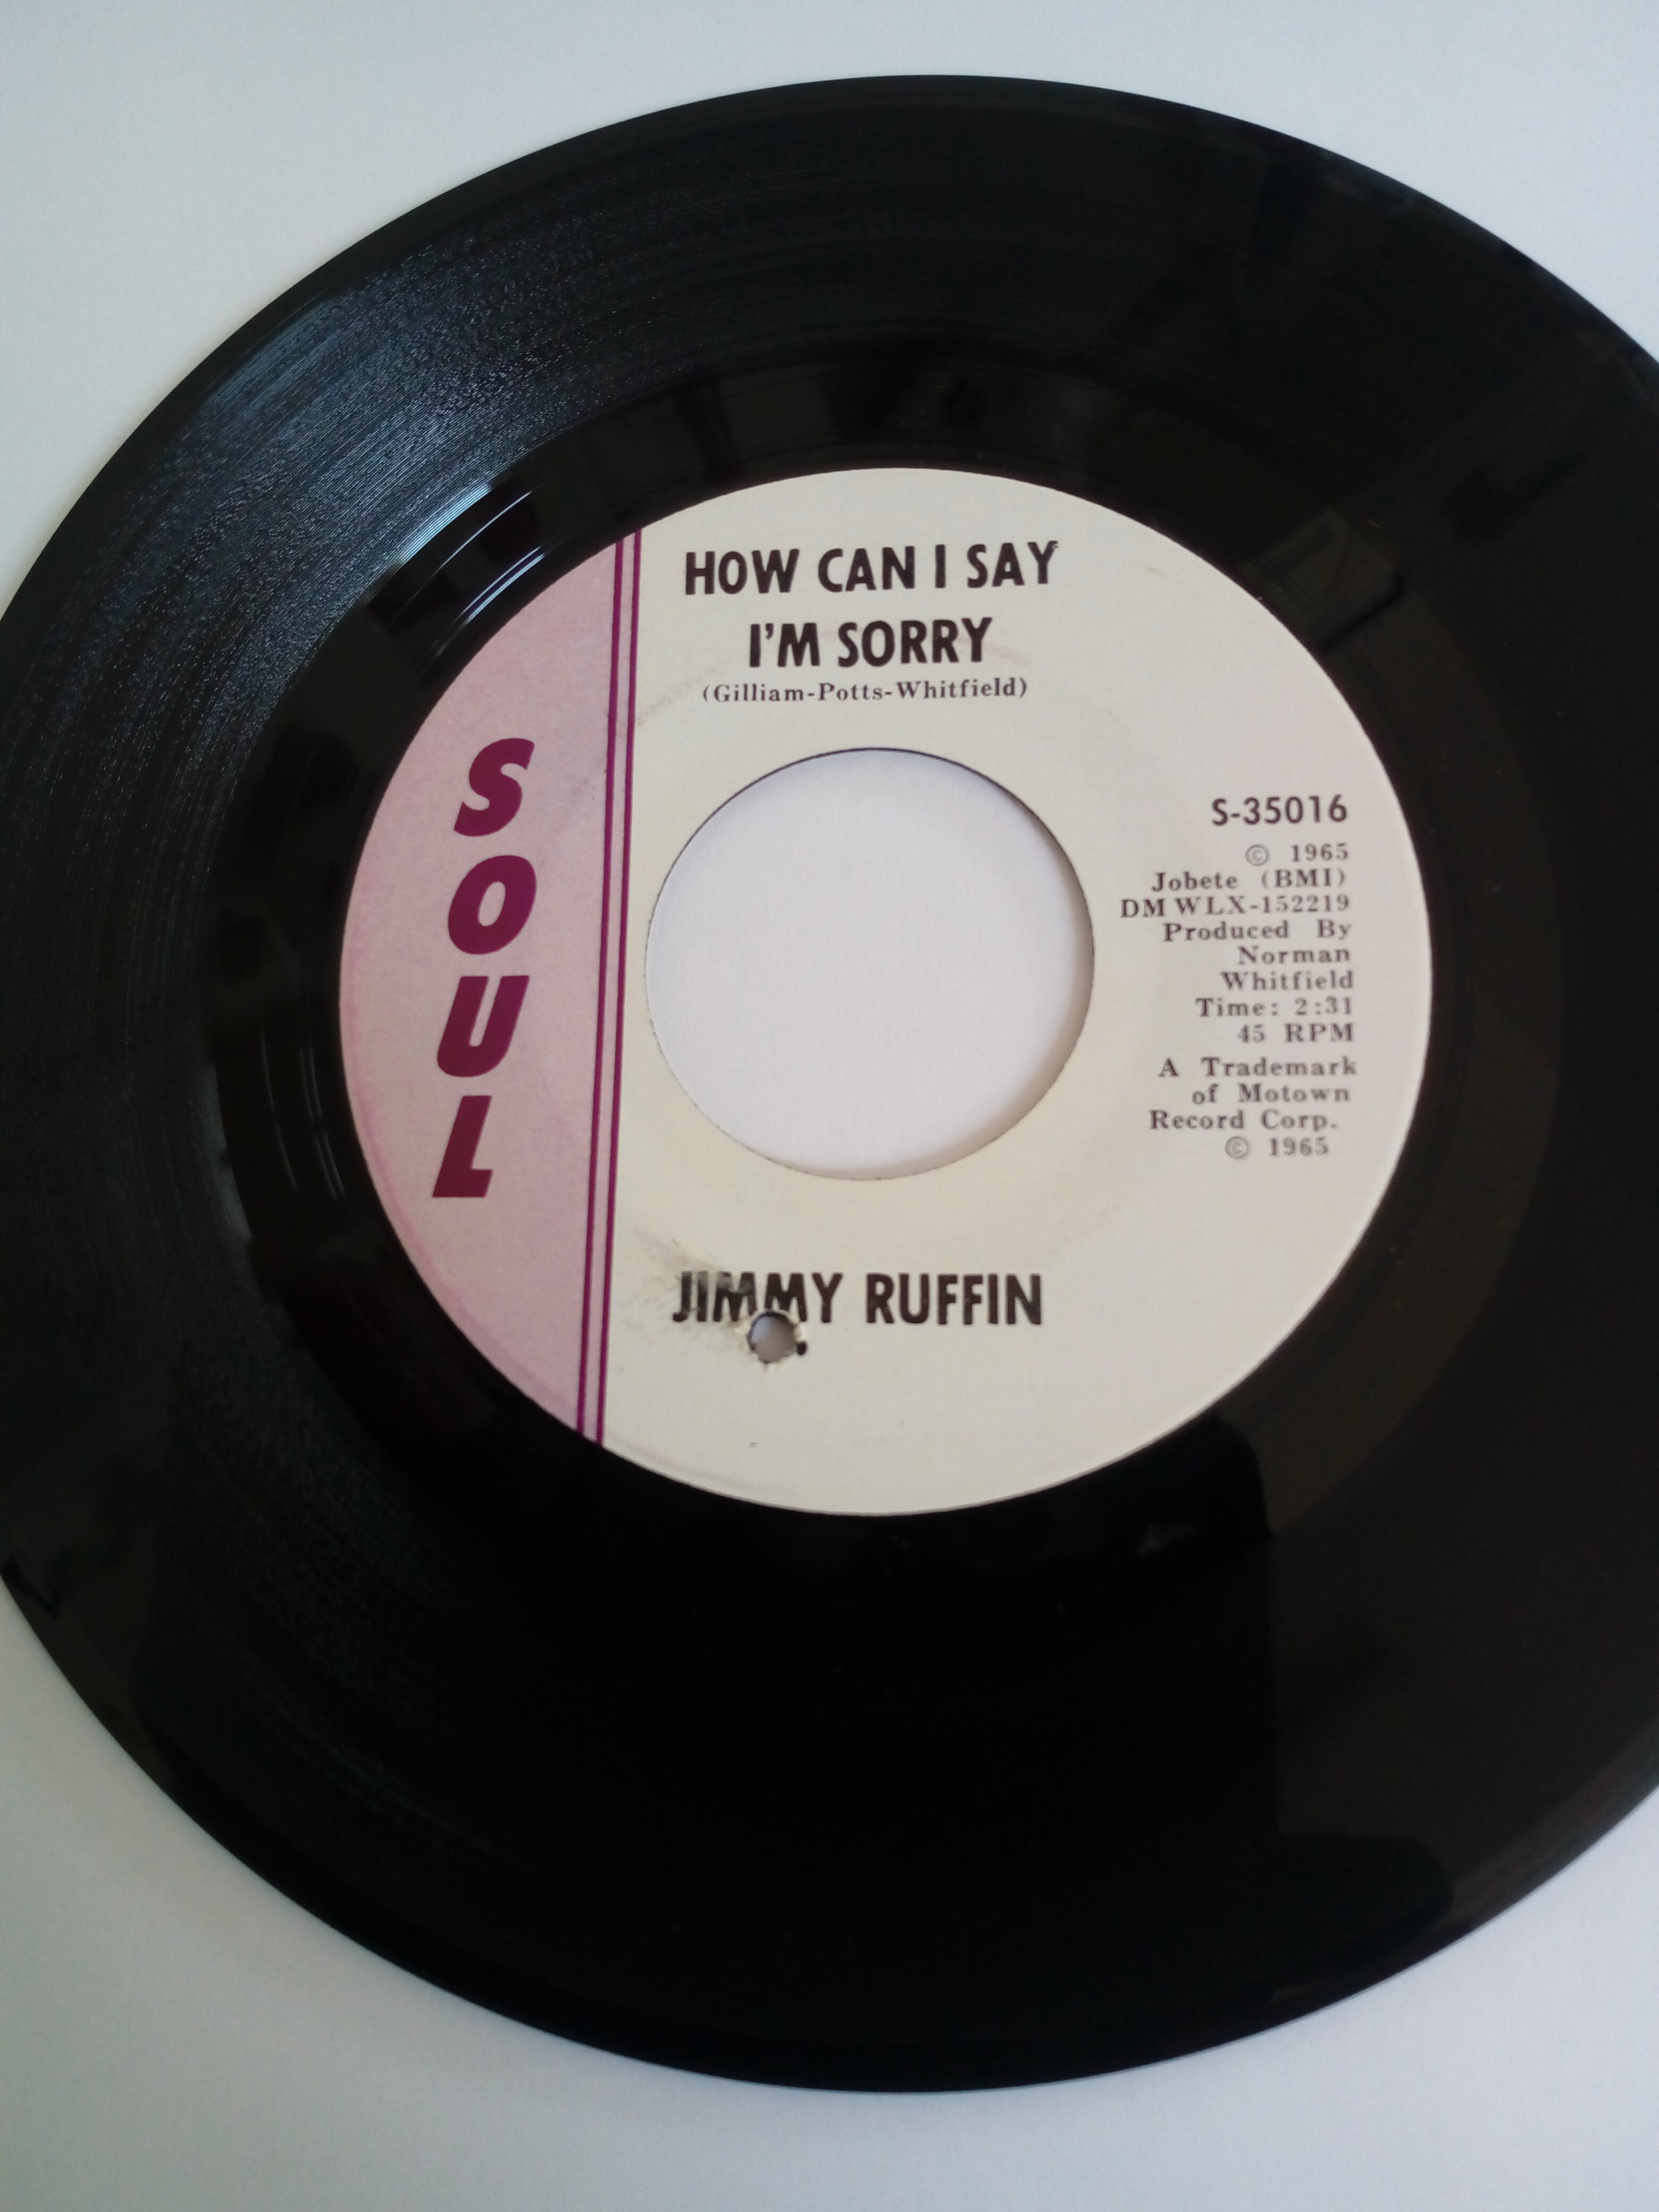 SOUL
HOW CAN I SAY
I'M SORRY
(Gilliam-Potts-Whitfield)
S-35016
© 1965
Jobete (BMI)
DM WLX-152219
Produced By
Norman
Whitfield
Time: 2:31
45 RPM
A Trademark
of Motown
Record Corp.
© 1965
JIMMY RUFFIN